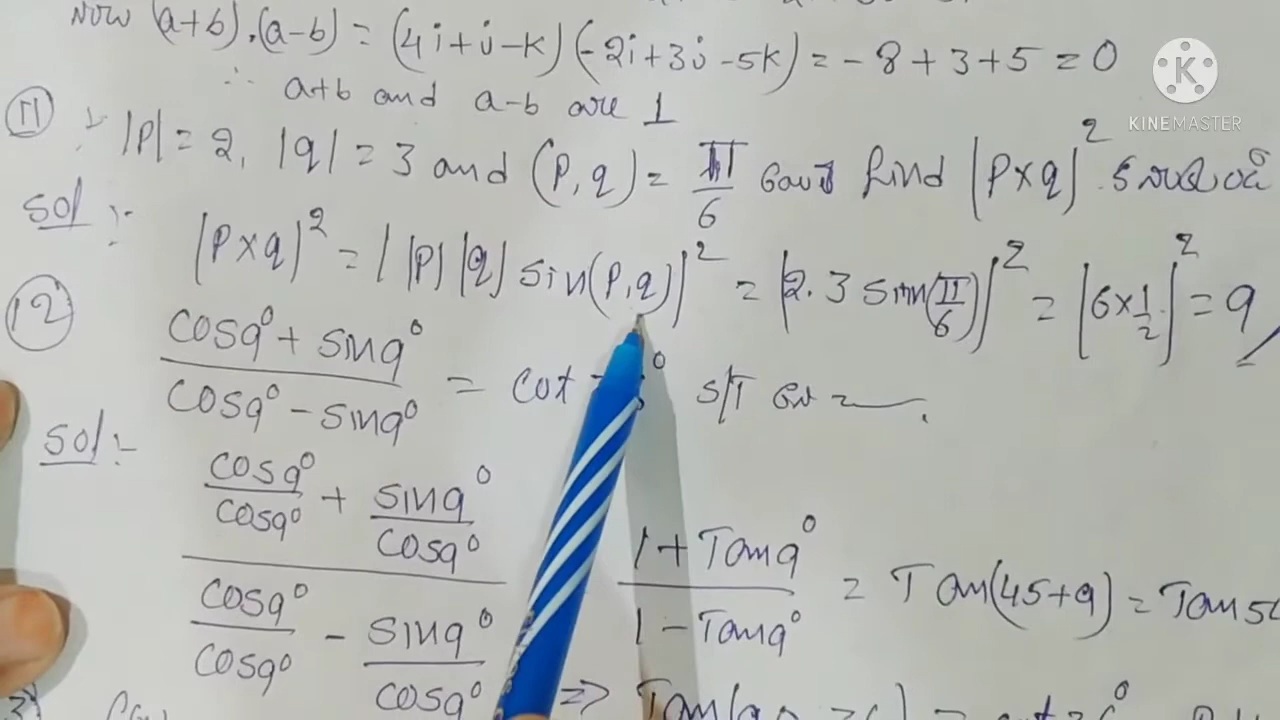 Now (a+b).(a-b) = (4i+j-k)(-2i+3j-5k) = -8+3+5 = 0
∴ a+b and a-b are ⊥
KINEMASTER
11 :- |P| = 2, |q| = 3 and (P,q) = π/6 find |P×q|²
Sol :- |P×q|² = ||P| |q| sin(P,q)|² = |2.3 sin(π/6)|² = |6×1/2|² = 9
12 (cos9°+sin9°)/(cos9°-sin9°) = cot S/T
Sol :- (cos9°/cos9° + sin9°/cos9°)/(cos9°/cos9° - sin9°/cos9°) (1+Tan9°)/(1-Tan9°) = Tan(45+9) = Tan5
⇒